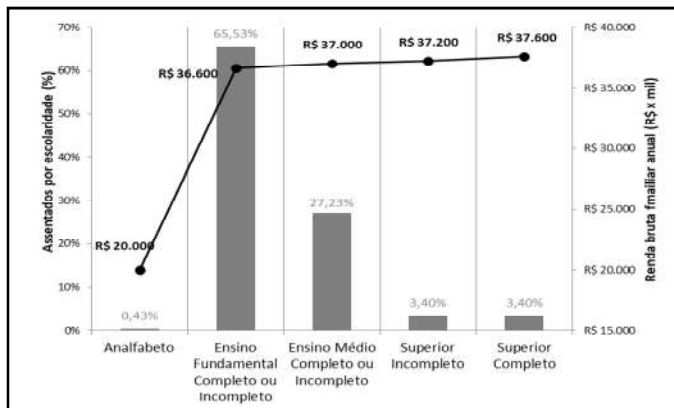 Assentados por escolaridade (%)
70%
60%
50%
40%
30%
20%
10%
0%
R$ 20.000
R$ 36.600
R$ 37.000
R$ 37.200
R$ 37.600
0,43%
65,53%
27,23%
3,40%
3,40%
Analfabeto
Ensino
Fundamental
Completo ou
Incompleto
Ensino Médio
Completo ou
Incompleto
Superior
Incompleto
Superior
Completo
R$ 40.000
R$ 35.000
R$ 30.000
R$ 25.000
R$ 20.000
R$ 15.000
Renda bruta fmailiar anual (R$ x mil)